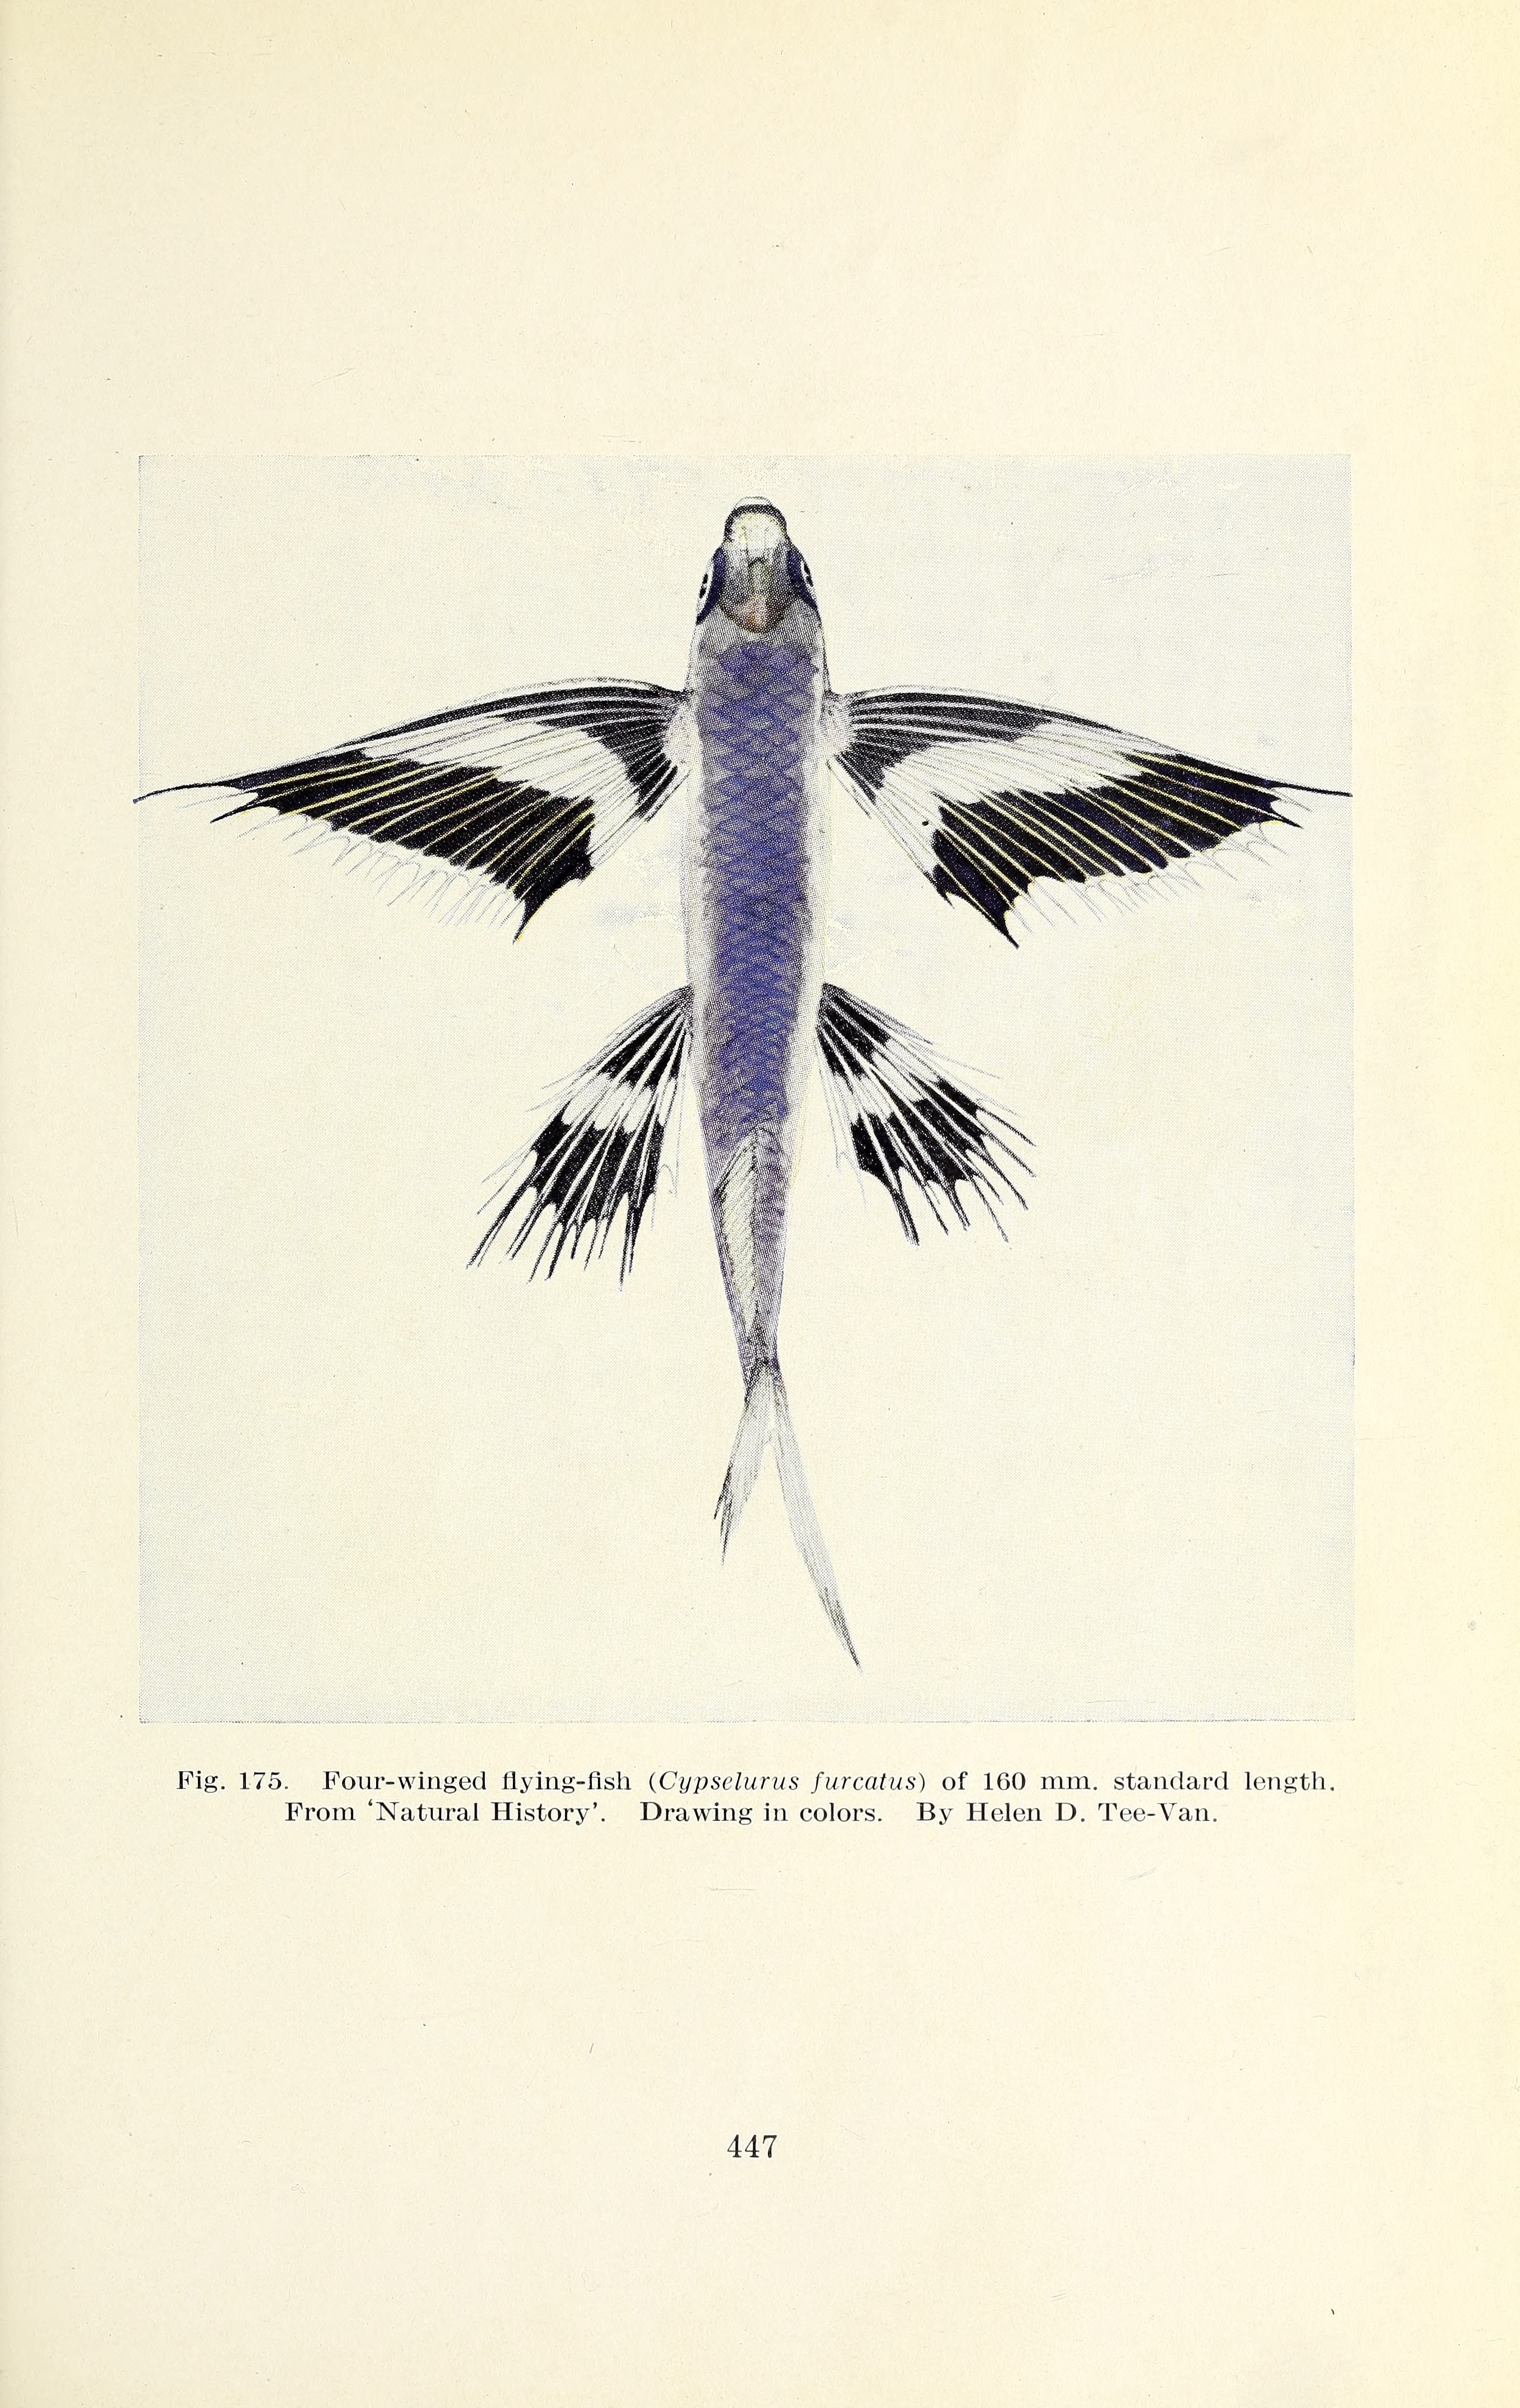 Fig. 175. Four-winged flying-fish (Cypselurus furcatus) of 160 mm. standard length.
From ‘Natural History’. Drawing in colors. By Helen D. Tee-Van.
447